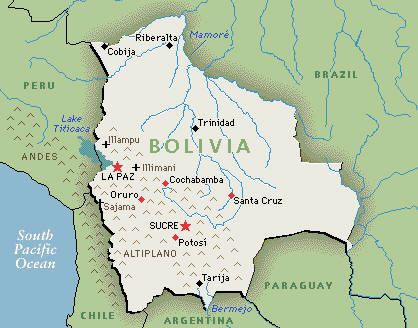 Riberalta
Mamoré
Cobija
PERU
BRAZIL
Lake
Titicaca
Trinidad
Illampu
BOLIVIA
ANDES
Illimani
LA PAZ
Cochabamba
Oruro
Sajama
Santa Cruz
SUCRE
South
Pacific
Ocean
Potosí
ALTIPLANO
Tarija
PARAGUAY
Bermejo
CHILE
ARGENTINA